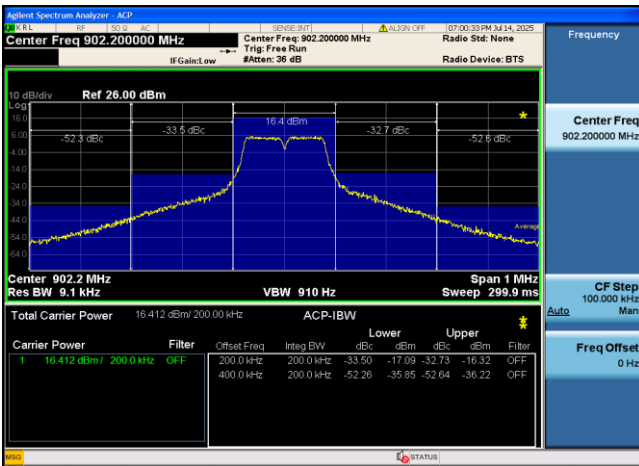 Agilent Spectrum Analyzer - ACP
RL RF 50 Ω AC SENSE:INT ALIGN OFF 07:00:33 PM Jul 14, 2025
Center Freq 902.200000 MHz
Center Freq: 902.200000 MHz
Radio Std: None
Trig: Free Run
IFGain:Low #Atten: 36 dB Radio Device: BTS
10 dB/div Ref 26.00 dBm
Log
16.0
6.00
-4.00
-14.0
-24.0
-34.0
-44.0
-54.0
-64.0
-52.3 dBc
-33.5 dBc
16.4 dBm
-32.7 dBc
-52.6 dBc
Average
Center 902.2 MHz Span 1 MHz
Res BW 9.1 kHz VBW 910 Hz Sweep 299.9 ms
Total Carrier Power 16.412 dBm/ 200.00 kHz ACP-IBW
Lower Upper
Carrier Power Filter Offset Freq Integ BW dBc dBm dBc dBm Filter
1 16.412 dBm / 200.0 kHz OFF 200.0 kHz 200.0 kHz -33.50 -17.09 -32.73 -16.32 OFF
400.0 kHz 200.0 kHz -52.26 -35.85 -52.64 -36.22 OFF
Frequency
Center Freq
902.200000 MHz
CF Step
100.000 kHz
Auto Man
Freq Offset
0 Hz
MSG STATUS